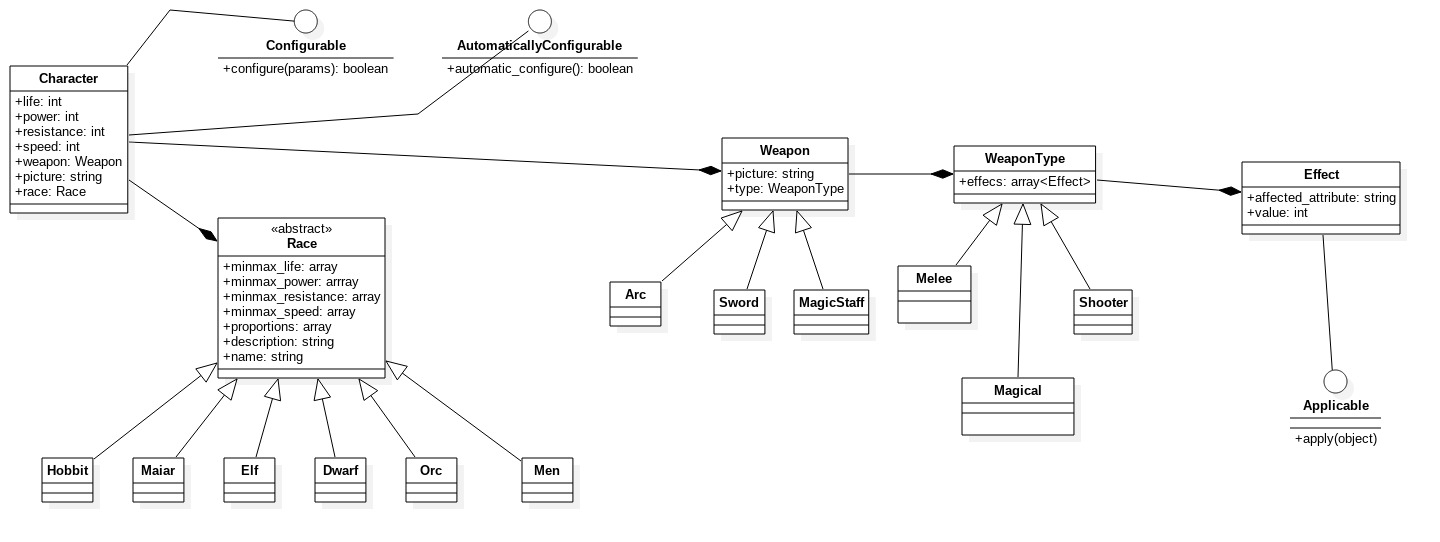 Configurable
+configure(params): boolean
AutomaticallyConfigurable
+automatic_configure(): boolean
Character
+life: int
+power: int
+resistance: int
+speed: int
+weapon: Weapon
+picture: string
+race: Race
Weapon
+picture: string
+type: WeaponType
WeaponType
+effecs: array<Effect>
Effect
+affected_attribute: string
+value: int
«abstract»
Race
+minmax_life: array
+minmax_power: arrray
+minmax_resistance: array
+minmax_speed: array
+proportions: array
+description: string
+name: string
Arc
Sword
MagicStaff
Melee
Shooter
Magical
Applicable
+apply(object)
Hobbit
Maiar
Elf
Dwarf
Orc
Men